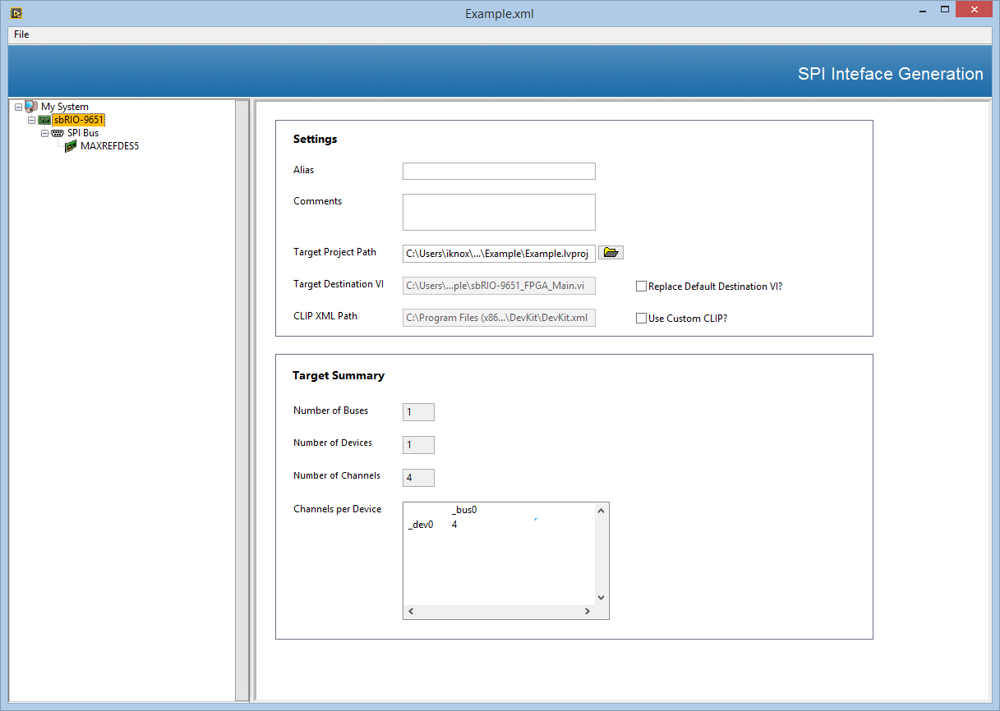 Example.xml
File
SPI Inteface Generation
My System
sbRIO-9651
SPI Bus
MAXREFDES5
Settings
Alias
Comments
Target Project Path C:\Users\iknox\...\Example\Example.lvproj
Target Destination VI C:\Users\...ple\sbRIO-9651_FPGA_Main.vi Replace Default Destination VI?
CLIP XML Path C:\Program Files (x86...\DevKit\DevKit.xml Use Custom CLIP?
Target Summary
Number of Buses 1
Number of Devices 1
Number of Channels 4
Channels per Device _bus0
_dev0 4